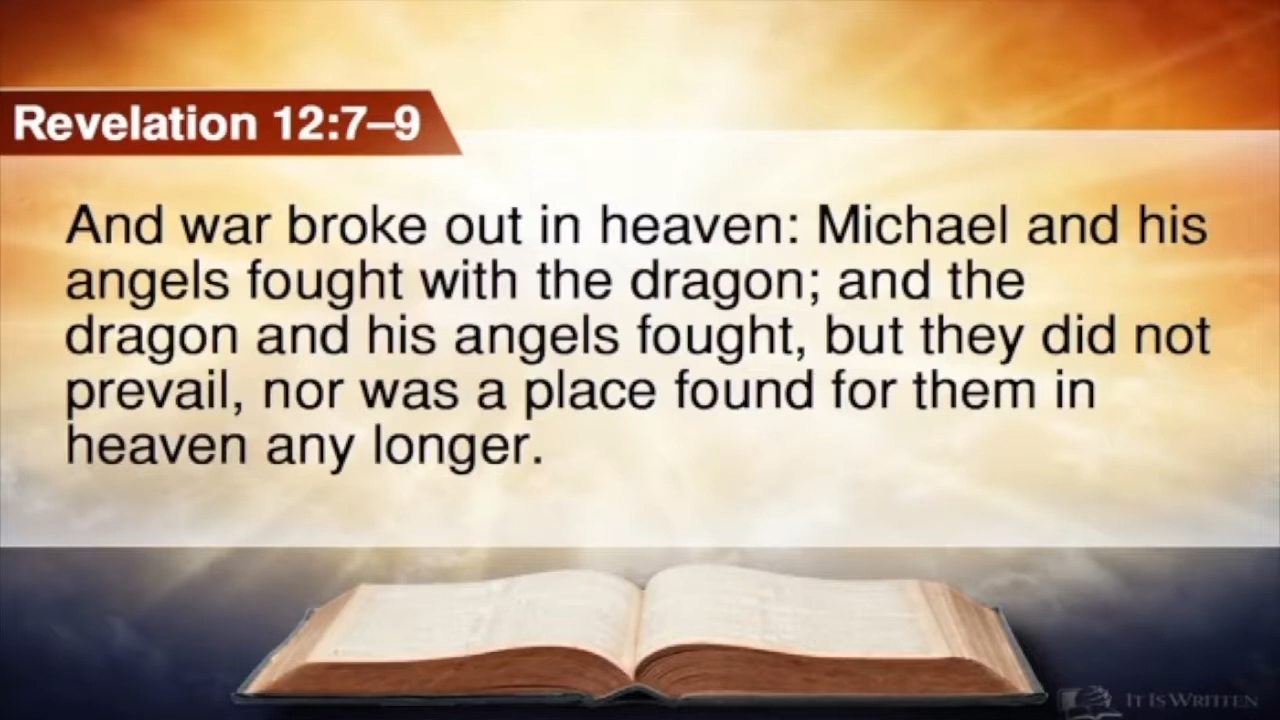 Revelation 12:7–9
And war broke out in heaven: Michael and his
angels fought with the dragon; and the
dragon and his angels fought, but they did not
prevail, nor was a place found for them in
heaven any longer.
IT IS WRITTEN